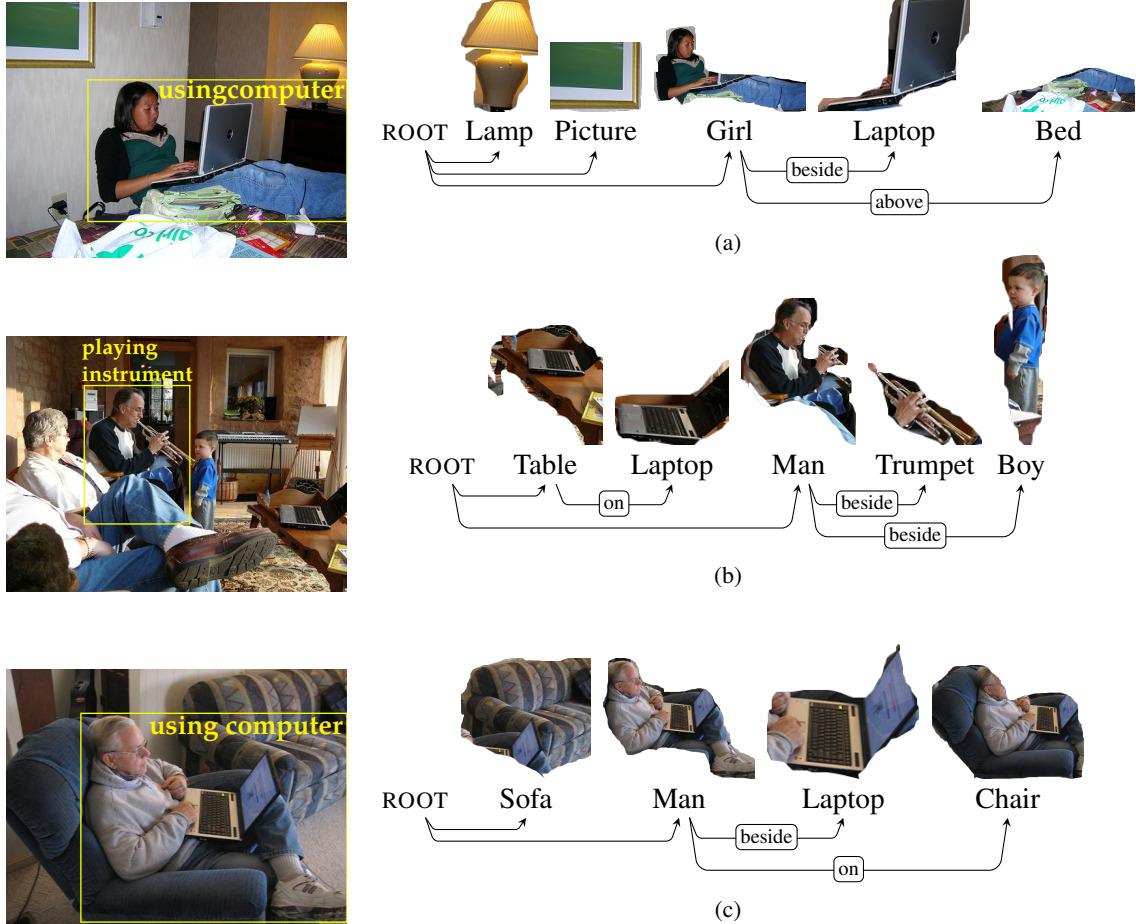 usingcomputer
ROOT Lamp Picture Girl Laptop Bed
beside
above
(a)
playing
instrument
ROOT Table Laptop Man Trumpet Boy
on
beside
beside
(b)
using computer
ROOT Sofa Man Laptop Chair
beside
on
(c)